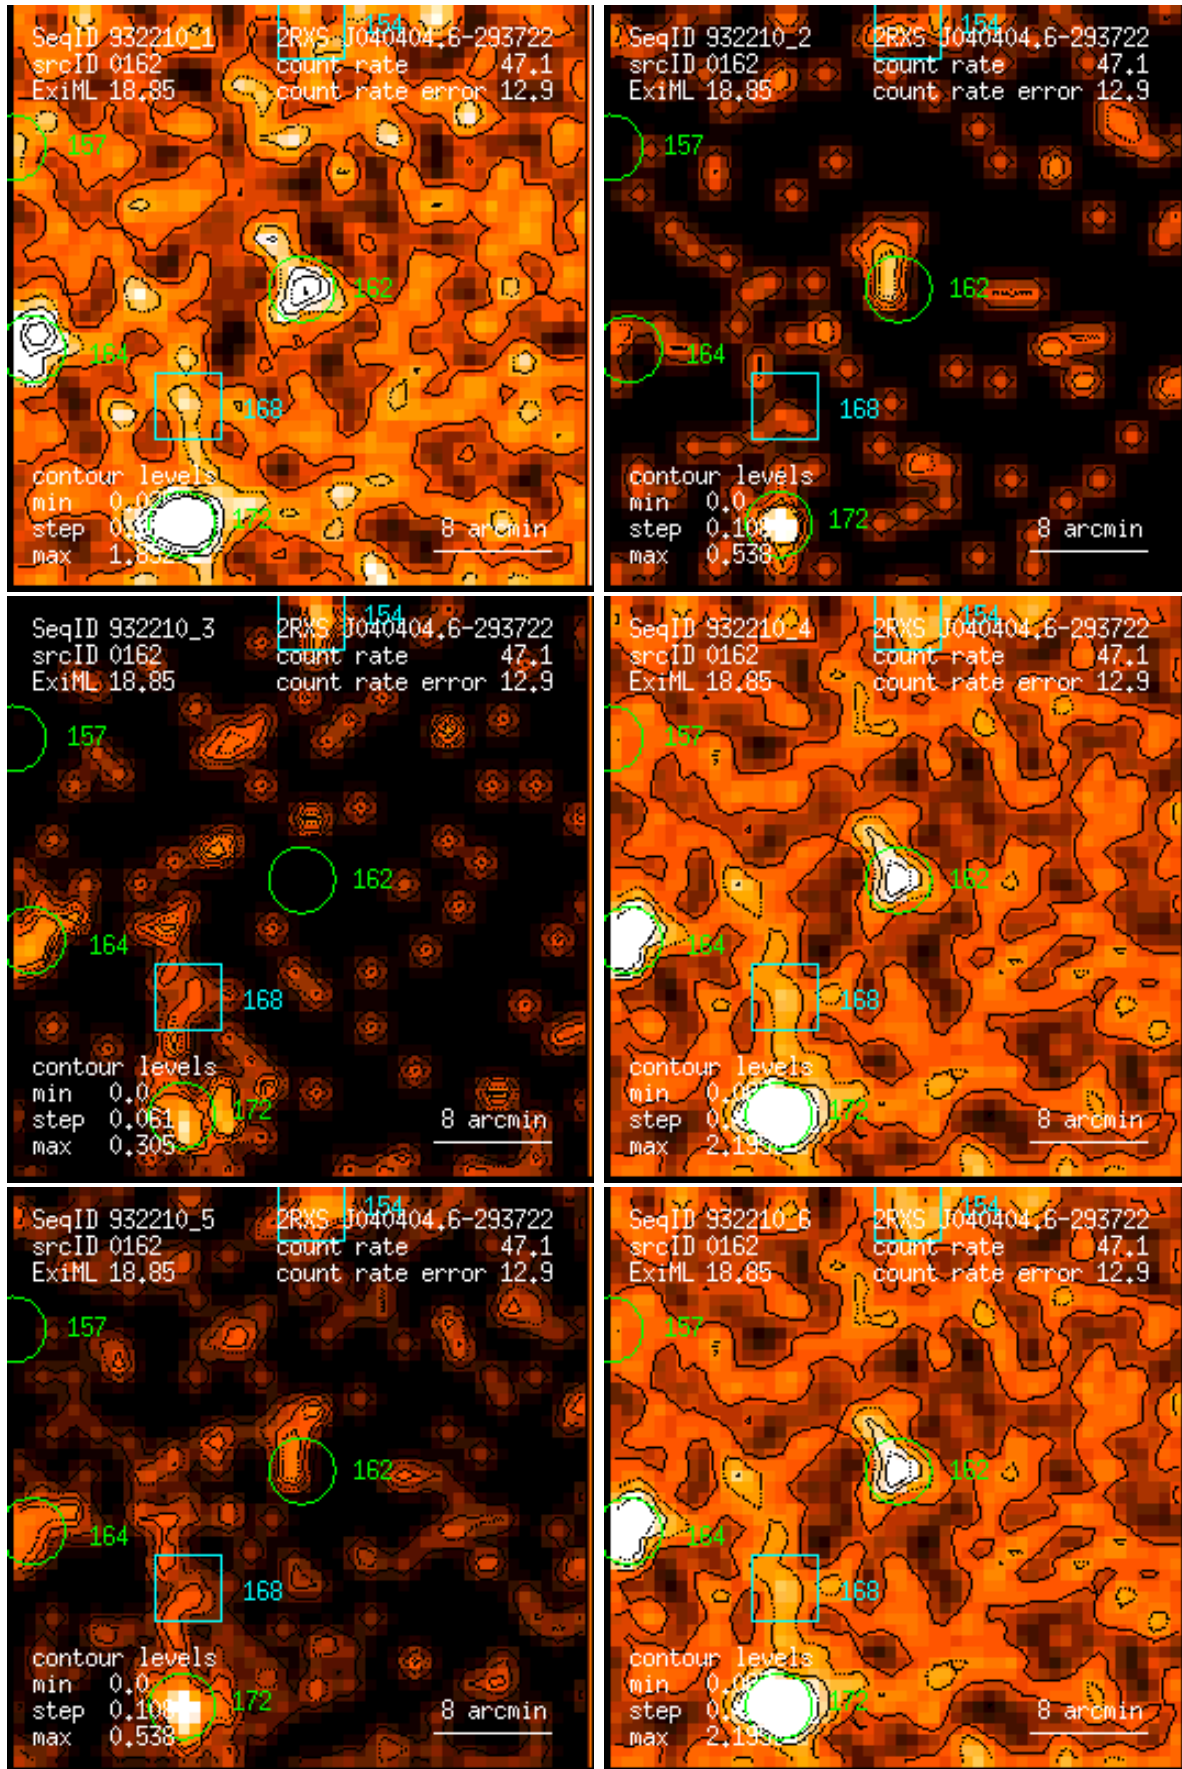 154
SeqID 932210_1 2RXS J040404.6-293722
srcID 0162 count rate 47.1
ExiML 18.85 count rate error 12.9
157
162
164
168
contour levels
min
step
max
172
8 arcmin
154
SeqID 932210_2 2RXS J040404.6-293722
srcID 0162 count rate 47.1
ExiML 18.85 count rate error 12.9
157
162
164
168
contour levels
min 0.0
step
max 0.538
172
8 arcmin
154
SeqID 932210_3 2RXS J040404.6-293722
srcID 0162 count rate 47.1
ExiML 18.85 count rate error 12.9
157
162
164
168
contour levels
min 0.0
step 0.061
max 0.305
172
8 arcmin
154
SeqID 932210_4 2RXS J040404.6-293722
srcID 0162 count rate 47.1
ExiML 18.85 count rate error 12.9
157
162
164
168
contour levels
min
step
max
172
8 arcmin
154
SeqID 932210_5 2RXS J040404.6-293722
srcID 0162 count rate 47.1
ExiML 18.85 count rate error 12.9
157
162
164
168
contour levels
min 0.0
step
max 0.538
172
8 arcmin
154
SeqID 932210_6 2RXS J040404.6-293722
srcID 0162 count rate 47.1
ExiML 18.85 count rate error 12.9
157
162
164
168
contour levels
min
step
max
172
8 arcmin